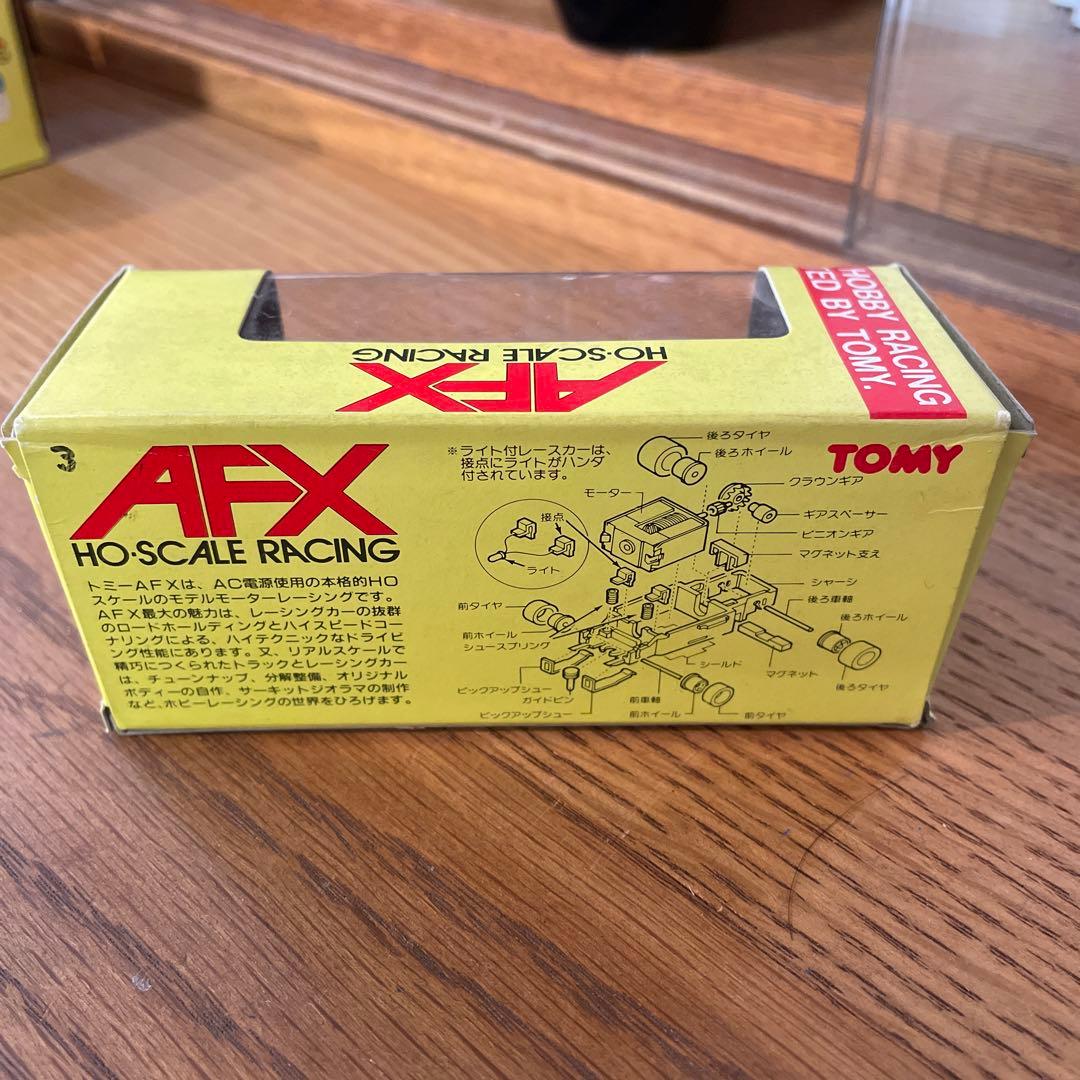 HOBBY RACING
TED BY TOMY.
HO·SCALE RACING
AFX
3
AFX
HO·SCALE RACING
トミーAFXは、AC電源使用の本格的HO
スケールのモデルモーターレーシングです。
AFX最大の魅力は、レーシングカーの抜群
のロードホールディングとハイスピードコー
ナリングによる、ハイテクニックなドライビ
ング性能にあります。又、リアルスケールで
精巧につくられたトラックとレーシングカー
は、チューンナップ、分解整備、オリジナル
ボディーの自作、サーキットジオラマの制作
など、ホビーレーシングの世界をひろげます。
※ライト付レースカーは、
接点にライトがハンダ
付されています。
TOMY
後ろタイヤ
後ろホイール
クラウンギア
モーター
ギアスペーサー
ピニオンギア
マグネット支え
接点
ライト
シャーシ
後ろ車軸
後ろホイール
前タイヤ
前ホイール
シュースプリング
シールド
マグネット
後ろタイヤ
ピックアップシュー
ガイドピン
ピックアップシュー
前車軸
前ホイール
前タイヤ